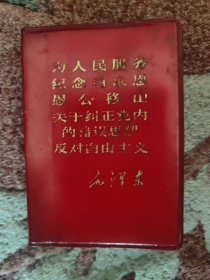 为人民服务
纪念白求恩
愚公移山
关于纠正党内
的错误思想
反对自由主义
毛泽东